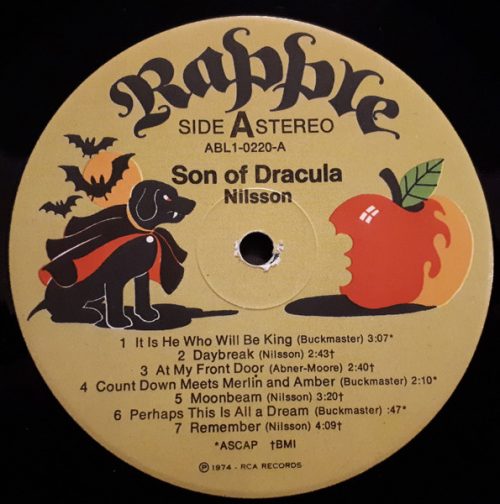 Rapple
SIDE A STEREO
ABL1-0220-A
Son of Dracula
Nilsson
1 It Is He Who Will Be King (Buckmaster) 3:07*
2 Daybreak (Nilsson) 2:43†
3 At My Front Door (Abner-Moore) 2:40†
4 Count Down Meets Merlin and Amber (Buckmaster) 2:10*
5 Moonbeam (Nilsson) 3:20†
6 Perhaps This Is All a Dream (Buckmaster) :47*
7 Remember (Nilsson) 4:09†
*ASCAP †BMI
℗ 1974 - RCA RECORDS